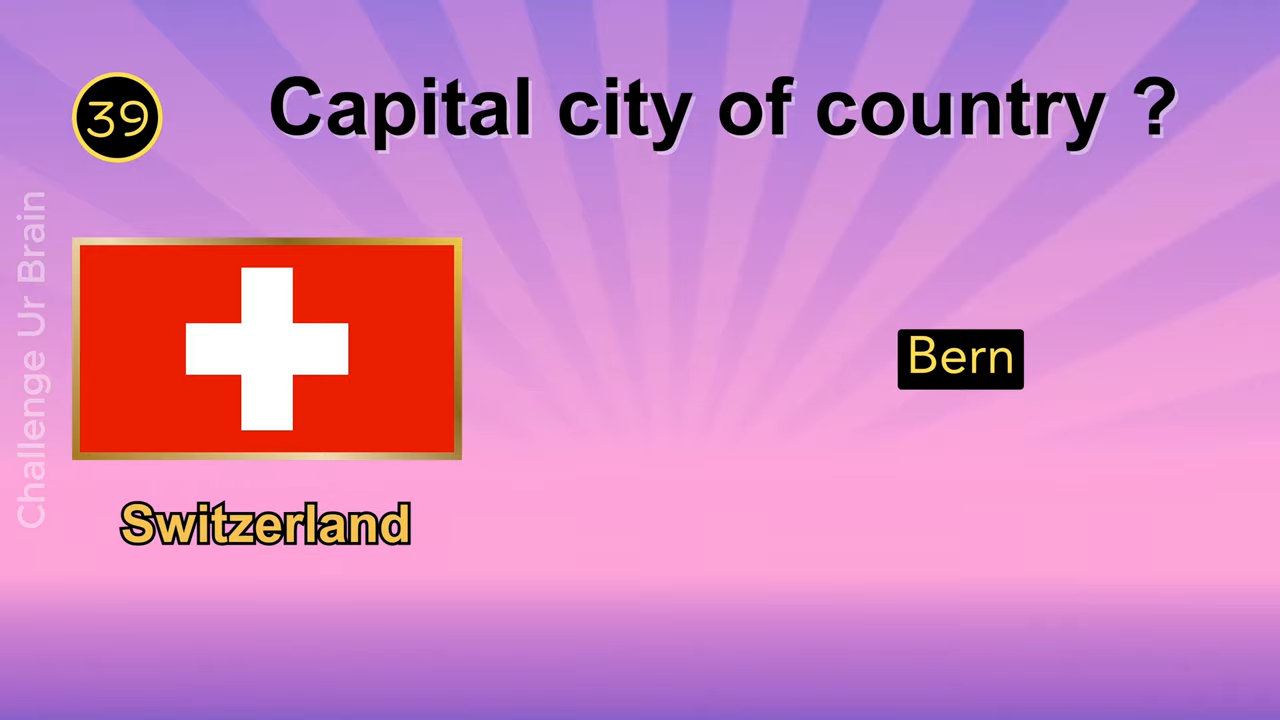 39
Capital city of country ?
Challenge Ur Brain
Bern
Switzerland